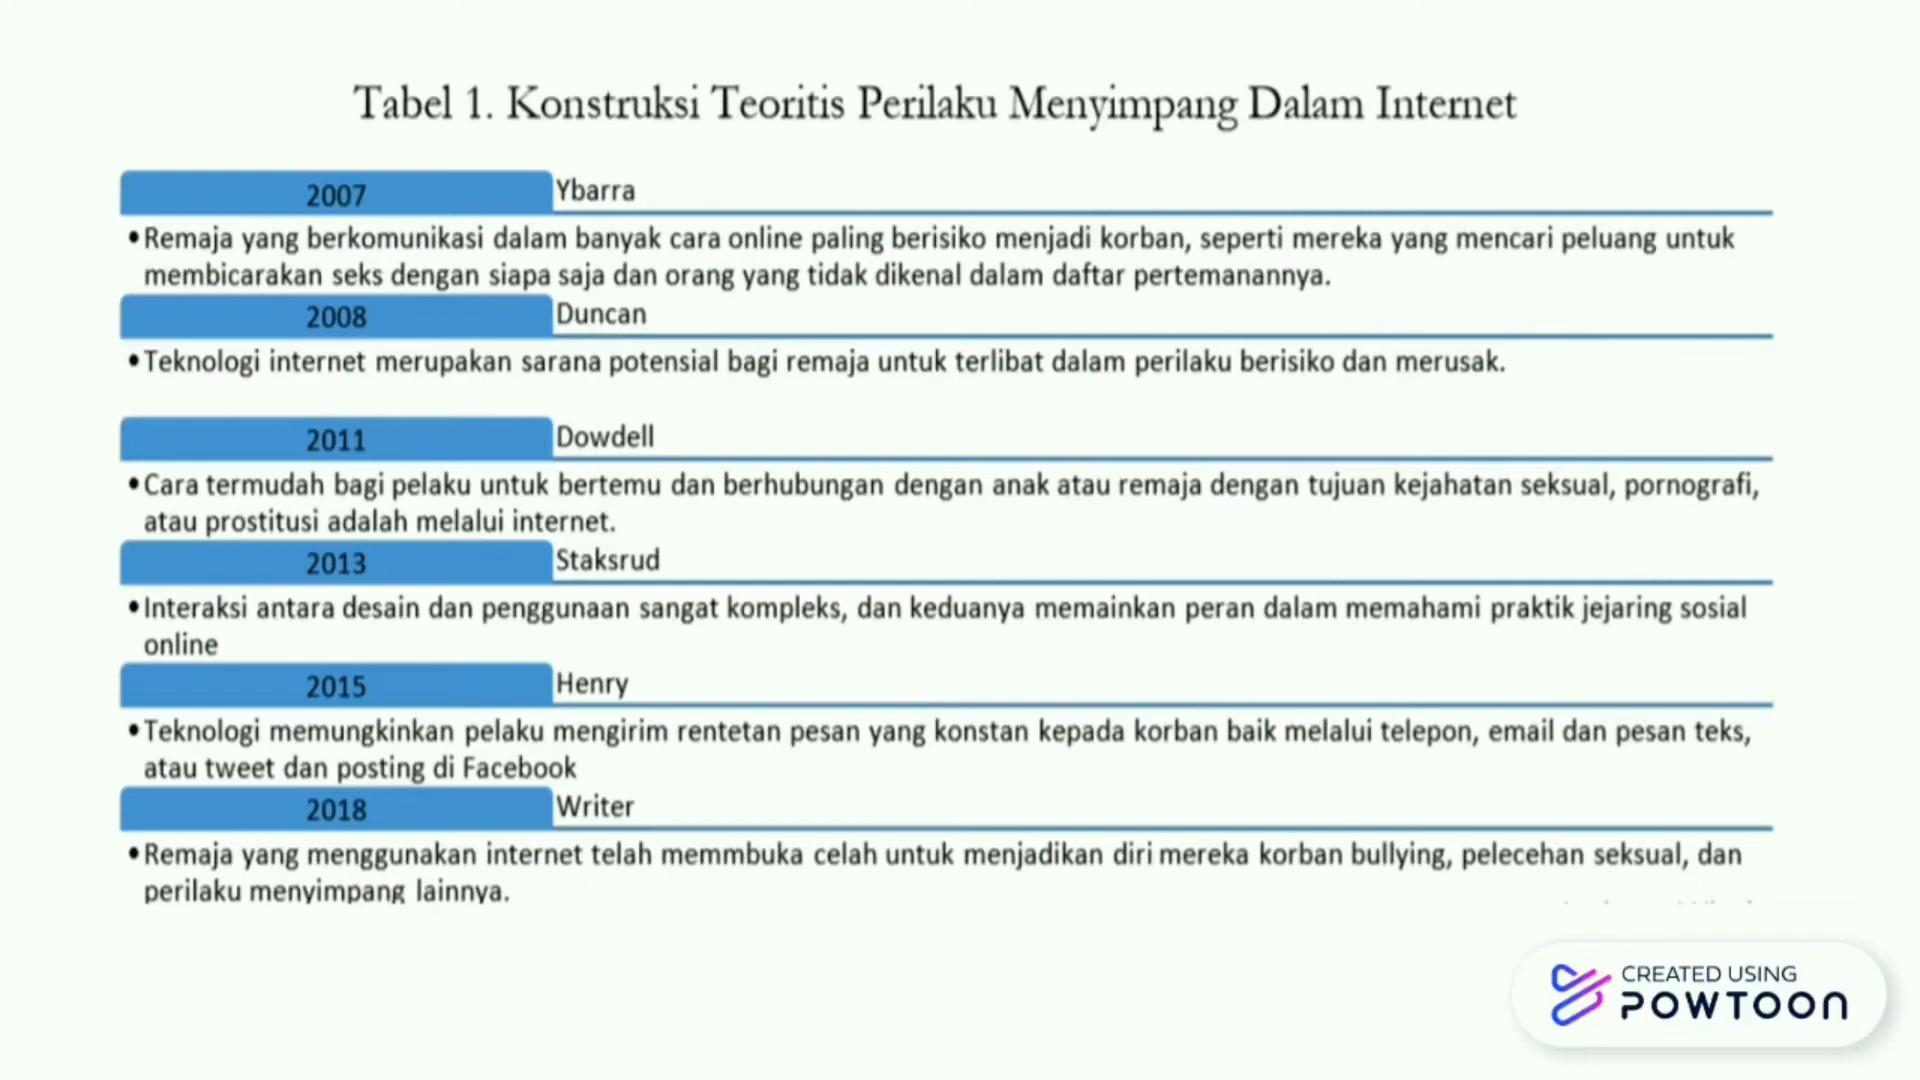 Tabel 1. Konstruksi Teoritis Perilaku Menyimpang Dalam Internet
2007 Ybarra
•Remaja yang berkomunikasi dalam banyak cara online paling berisiko menjadi korban, seperti mereka yang mencari peluang untuk
membicarakan seks dengan siapa saja dan orang yang tidak dikenal dalam daftar pertemanannya.
2008 Duncan
•Teknologi internet merupakan sarana potensial bagi remaja untuk terlibat dalam perilaku berisiko dan merusak.
2011 Dowdell
•Cara termudah bagi pelaku untuk bertemu dan berhubungan dengan anak atau remaja dengan tujuan kejahatan seksual, pornografi,
atau prostitusi adalah melalui internet.
2013 Staksrud
•Interaksi antara desain dan penggunaan sangat kompleks, dan keduanya memainkan peran dalam memahami praktik jejaring sosial
online
2015 Henry
•Teknologi memungkinkan pelaku mengirim rentetan pesan yang konstan kepada korban baik melalui telepon, email dan pesan teks,
atau tweet dan posting di Facebook
2018 Writer
•Remaja yang menggunakan internet telah memmbuka celah untuk menjadikan diri mereka korban bullying, pelecehan seksual, dan
perilaku menyimpang lainnya.
CREATED USING
POWTOON